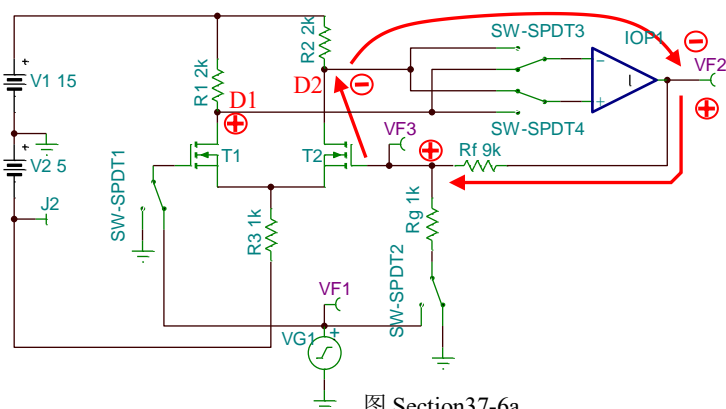 SW-SPDT3
IOP1
VF2
V1 15
R1 2k
R2 2k
D1
D2
SW-SPDT4
V2 5
T1
T2
VF3
Rf 9k
J2
SW-SPDT1
R3 1k
Rg 1k
SW-SPDT2
VF1
VG1
图 Section37-6a